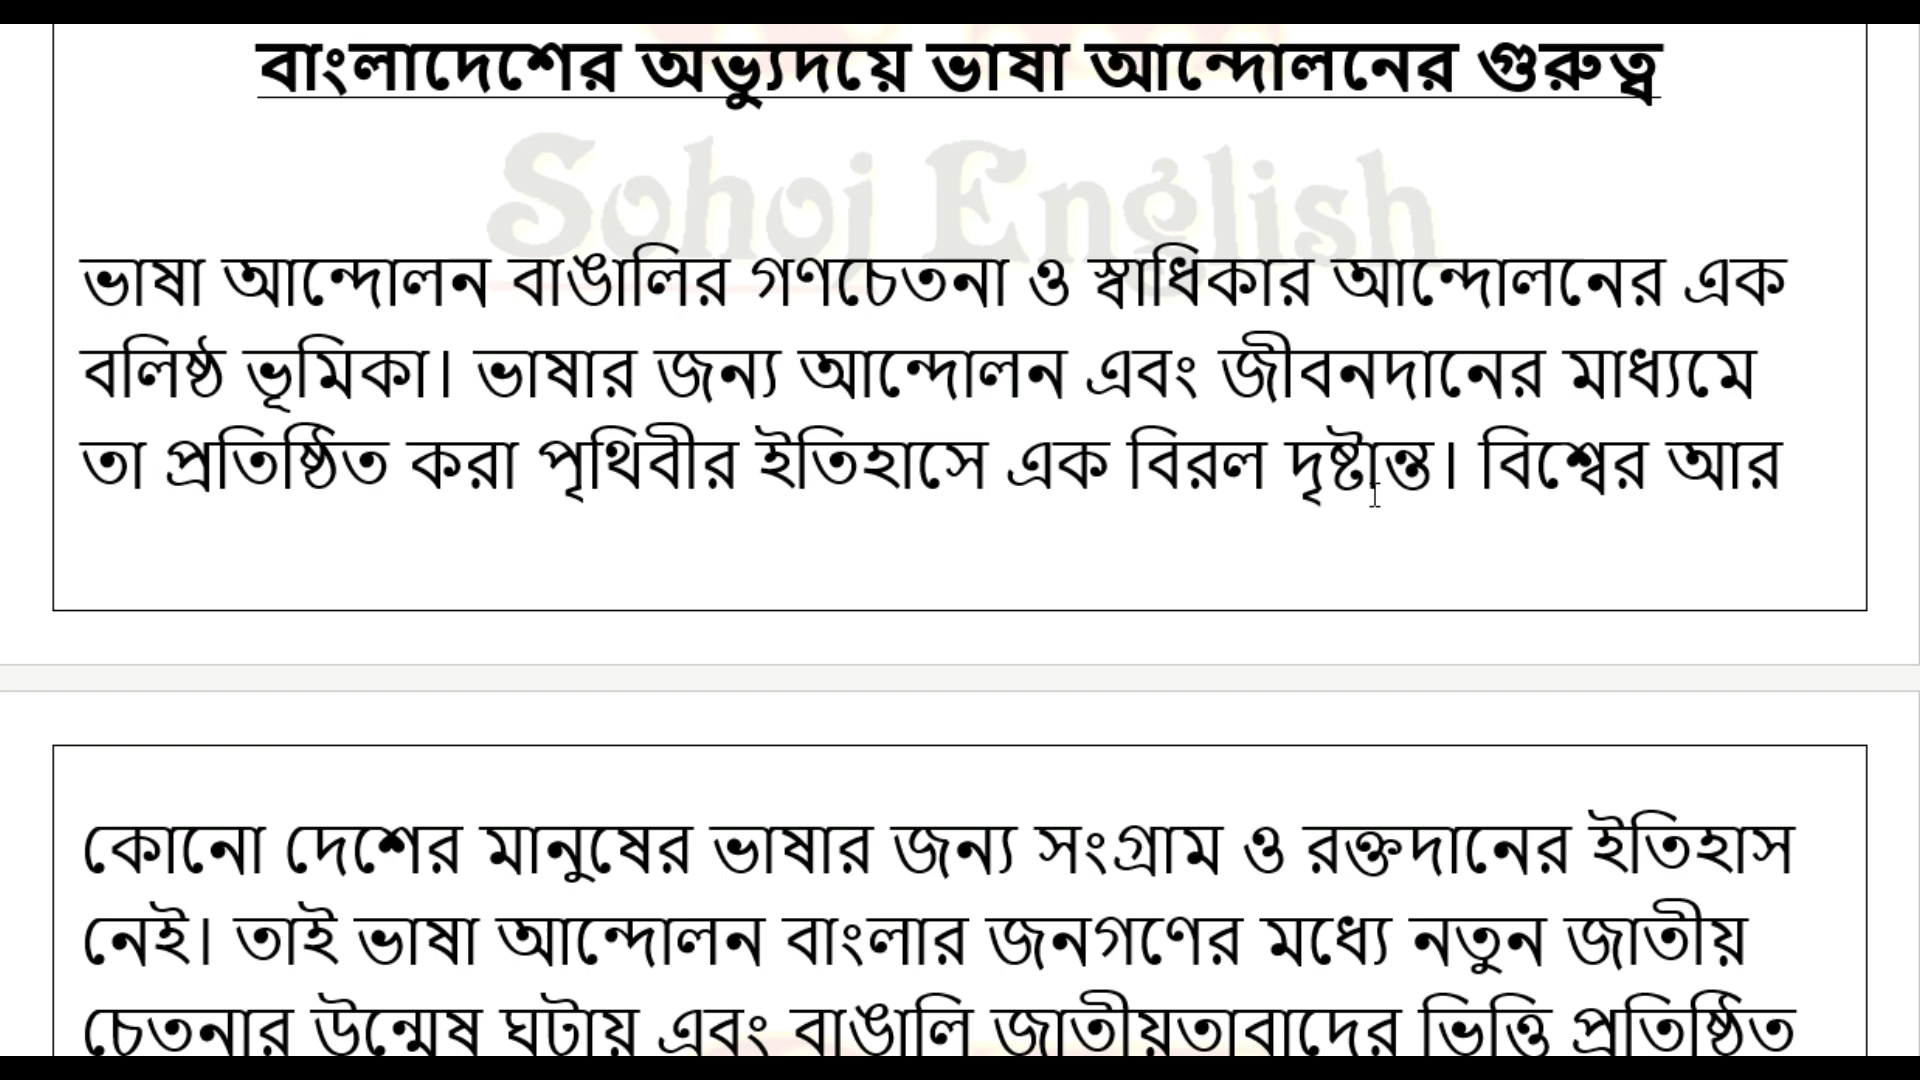 বাংলাদেশের অভ্যুদয়ে ভাষা আন্দোলনের গুরুত্ব
Sohoj English
ভাষা আন্দোলন বাঙালির গণচেতনা ও স্বাধিকার আন্দোলনের এক
বলিষ্ঠ ভূমিকা। ভাষার জন্য আন্দোলন এবং জীবনদানের মাধ্যমে
তা প্রতিষ্ঠিত করা পৃথিবীর ইতিহাসে এক বিরল দৃষ্টান্ত। বিশ্বের আর
কোনো দেশের মানুষের ভাষার জন্য সংগ্রাম ও রক্তদানের ইতিহাস
নেই। তাই ভাষা আন্দোলন বাংলার জনগণের মধ্যে নতুন জাতীয়
চেতনার উন্মেষ ঘটায় এবং বাঙালি জাতীয়তাবাদের ভিত্তি প্রতিষ্ঠিত